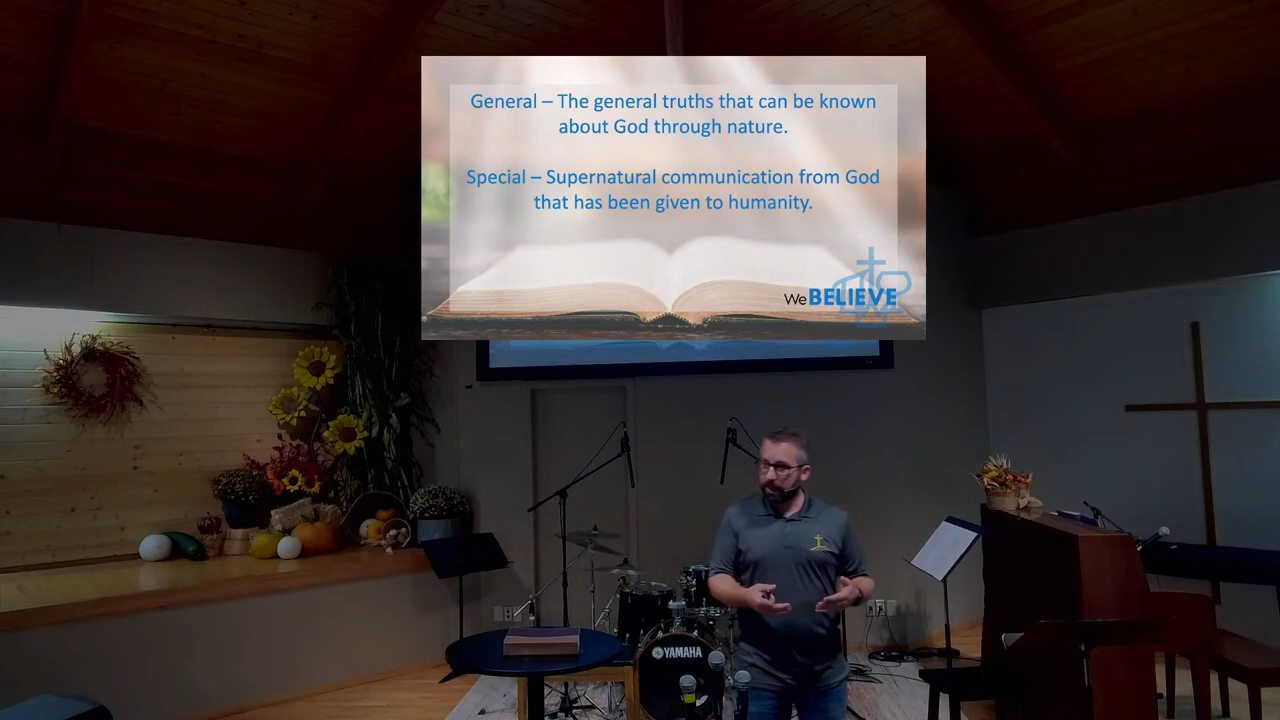 General – The general truths that can be known
about God through nature.
Special – Supernatural communication from God
that has been given to humanity.
We BELIEVE
YAMAHA